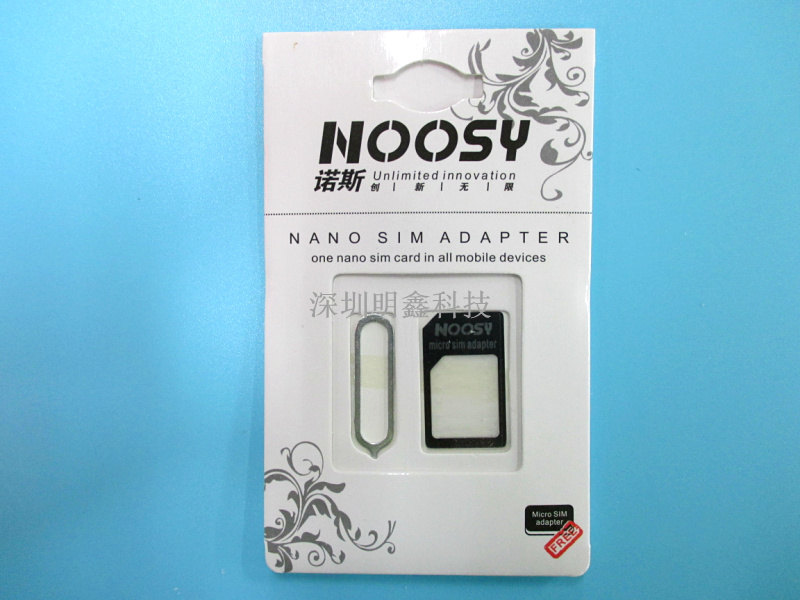 NOOSY
诺斯 Unlimited innovation
创 | 新 | 无 | 限
NANO SIM ADAPTER
one nano sim card in all mobile devices
深圳明鑫科技
NOOSY
micro sim adapter
Micro SIM
adapter
FREE